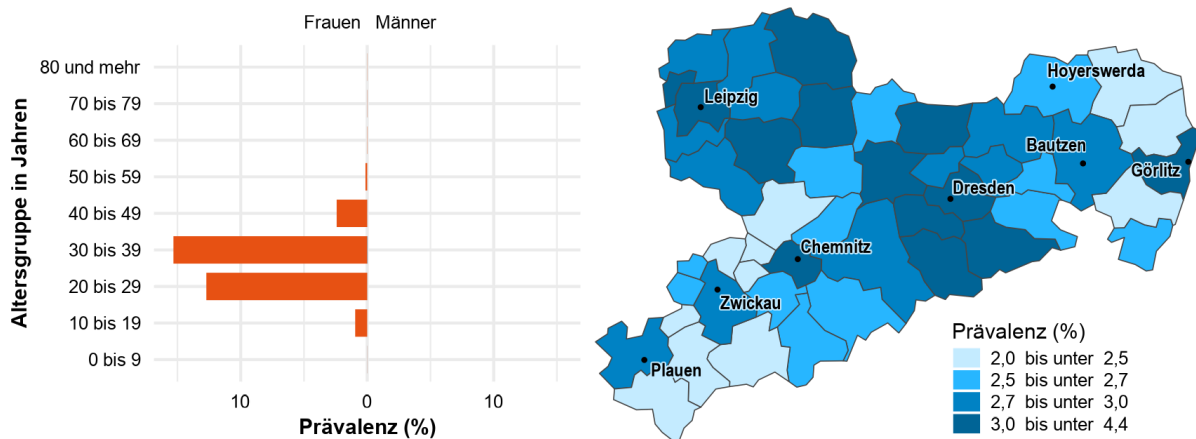 Frauen Männer
Altersgruppe in Jahren
80 und mehr
70 bis 79
60 bis 69
50 bis 59
40 bis 49
30 bis 39
20 bis 29
10 bis 19
0 bis 9
10 0 10
Prävalenz (%)
Hoyerswerda
Leipzig
Bautzen
Görlitz
Dresden
Chemnitz
Zwickau
Plauen
Prävalenz (%)
2,0 bis unter 2,5
2,5 bis unter 2,7
2,7 bis unter 3,0
3,0 bis unter 4,4